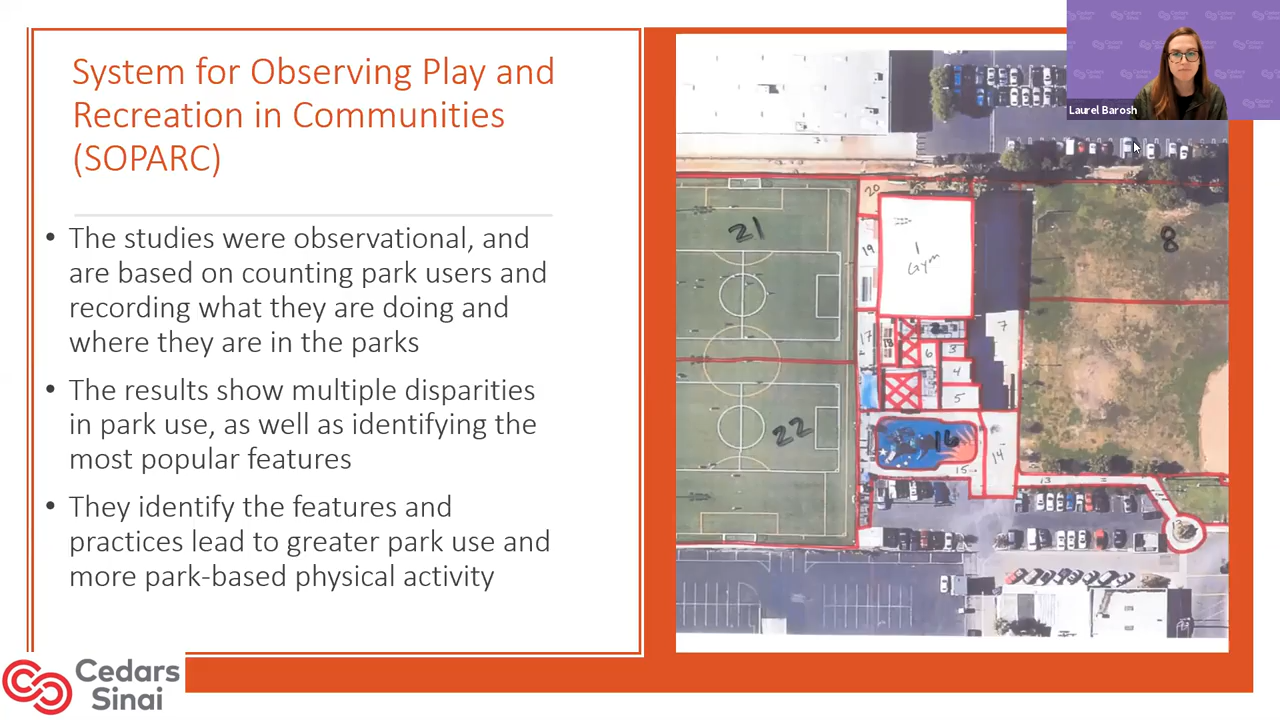 System for Observing Play and
Recreation in Communities
(SOPARC)
• The studies were observational, and
are based on counting park users and
recording what they are doing and
where they are in the parks
• The results show multiple disparities
in park use, as well as identifying the
most popular features
• They identify the features and
practices lead to greater park use and
more park-based physical activity
Cedars
Sinai
Cedars
Sinai
Laurel Barosh
20
21
19
1
Gym
8
17
18
7
6
3
4
5
22
16
15
14
13